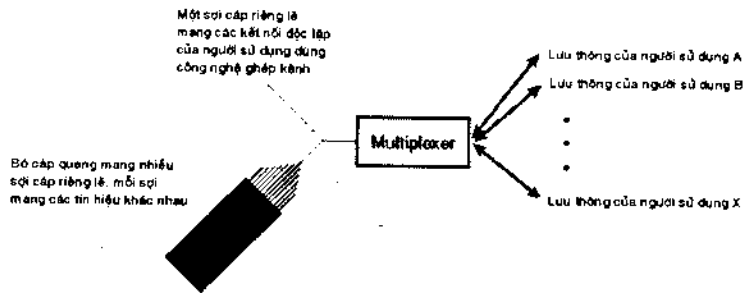 Một sợi cáp riêng lẻ
mang các kết nối độc lập
của người sử dụng dùng
công nghệ ghép kênh
Lưu thông của người sử dụng A
Lưu thông của người sử dụng B
Multiplexer
Bó cáp quang mang nhiều
sợi cáp riêng lẻ, mỗi sợi
mang các tín hiệu khác nhau
Lưu thông của người sử dụng X